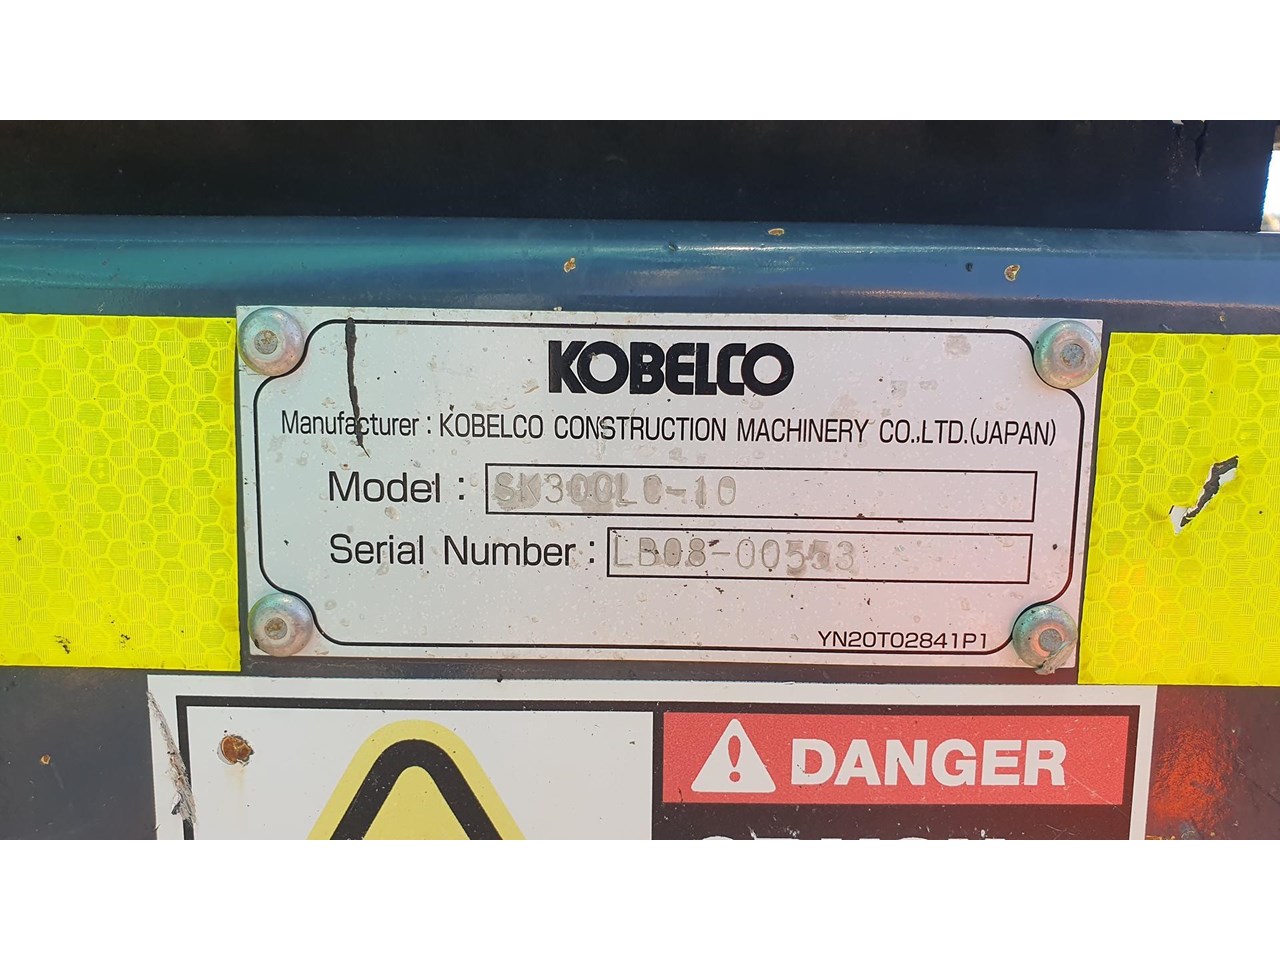 KOBELCO
Manufacturer : KOBELCO CONSTRUCTION MACHINERY CO.,LTD.(JAPAN)
Model : SK300LC-10
Serial Number : LB08-00553
YN20T02841P1
DANGER